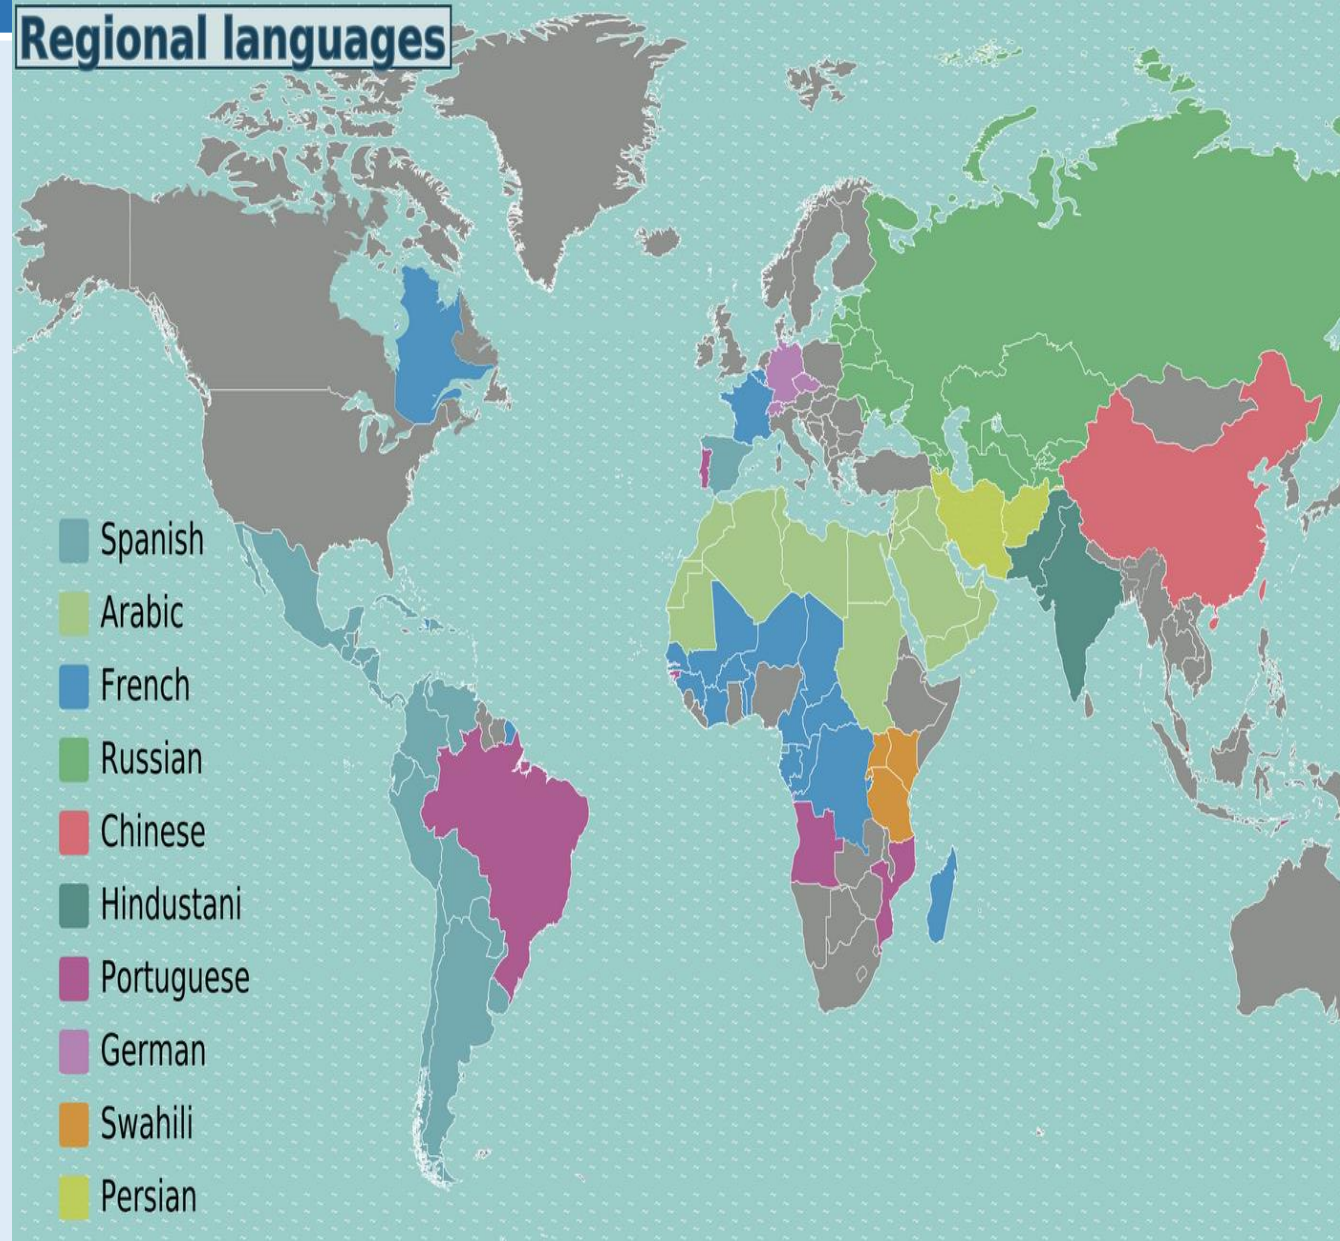 Regional languages
Spanish
Arabic
French
Russian
Chinese
Hindustani
Portuguese
German
Swahili
Persian